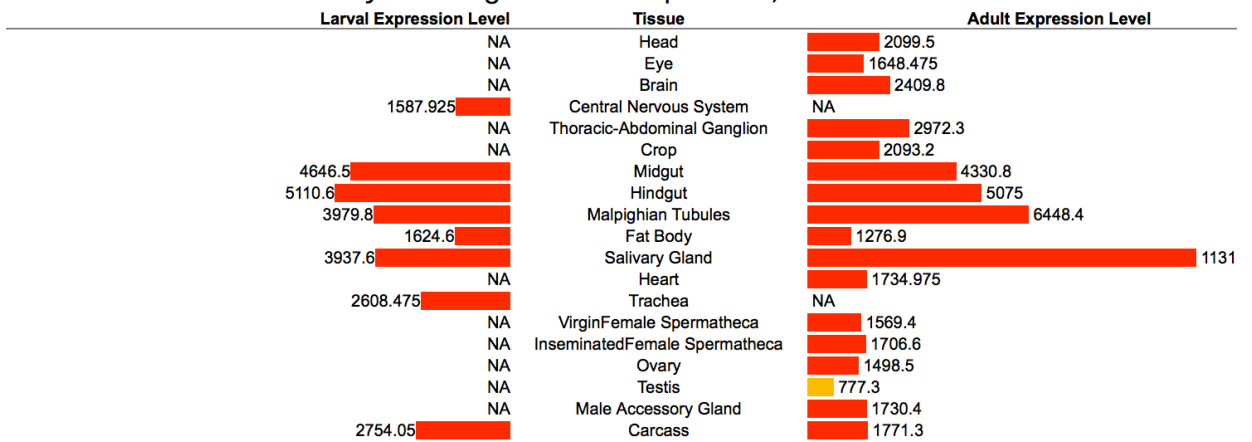 Larval Expression Level Tissue Adult Expression Level
NA Head 2099.5
NA Eye 1648.475
NA Brain 2409.8
1587.925 Central Nervous System NA
NA Thoracic-Abdominal Ganglion 2972.3
NA Crop 2093.2
4646.5 Midgut 4330.8
5110.6 Hindgut 5075
3979.8 Malpighian Tubules 6448.4
1624.6 Fat Body 1276.9
3937.6 Salivary Gland 1131
NA Heart 1734.975
2608.475 Trachea NA
NA VirginFemale Spermatheca 1569.4
NA InseminatedFemale Spermatheca 1706.6
NA Ovary 1498.5
NA Testis 777.3
NA Male Accessory Gland 1730.4
2754.05 Carcass 1771.3